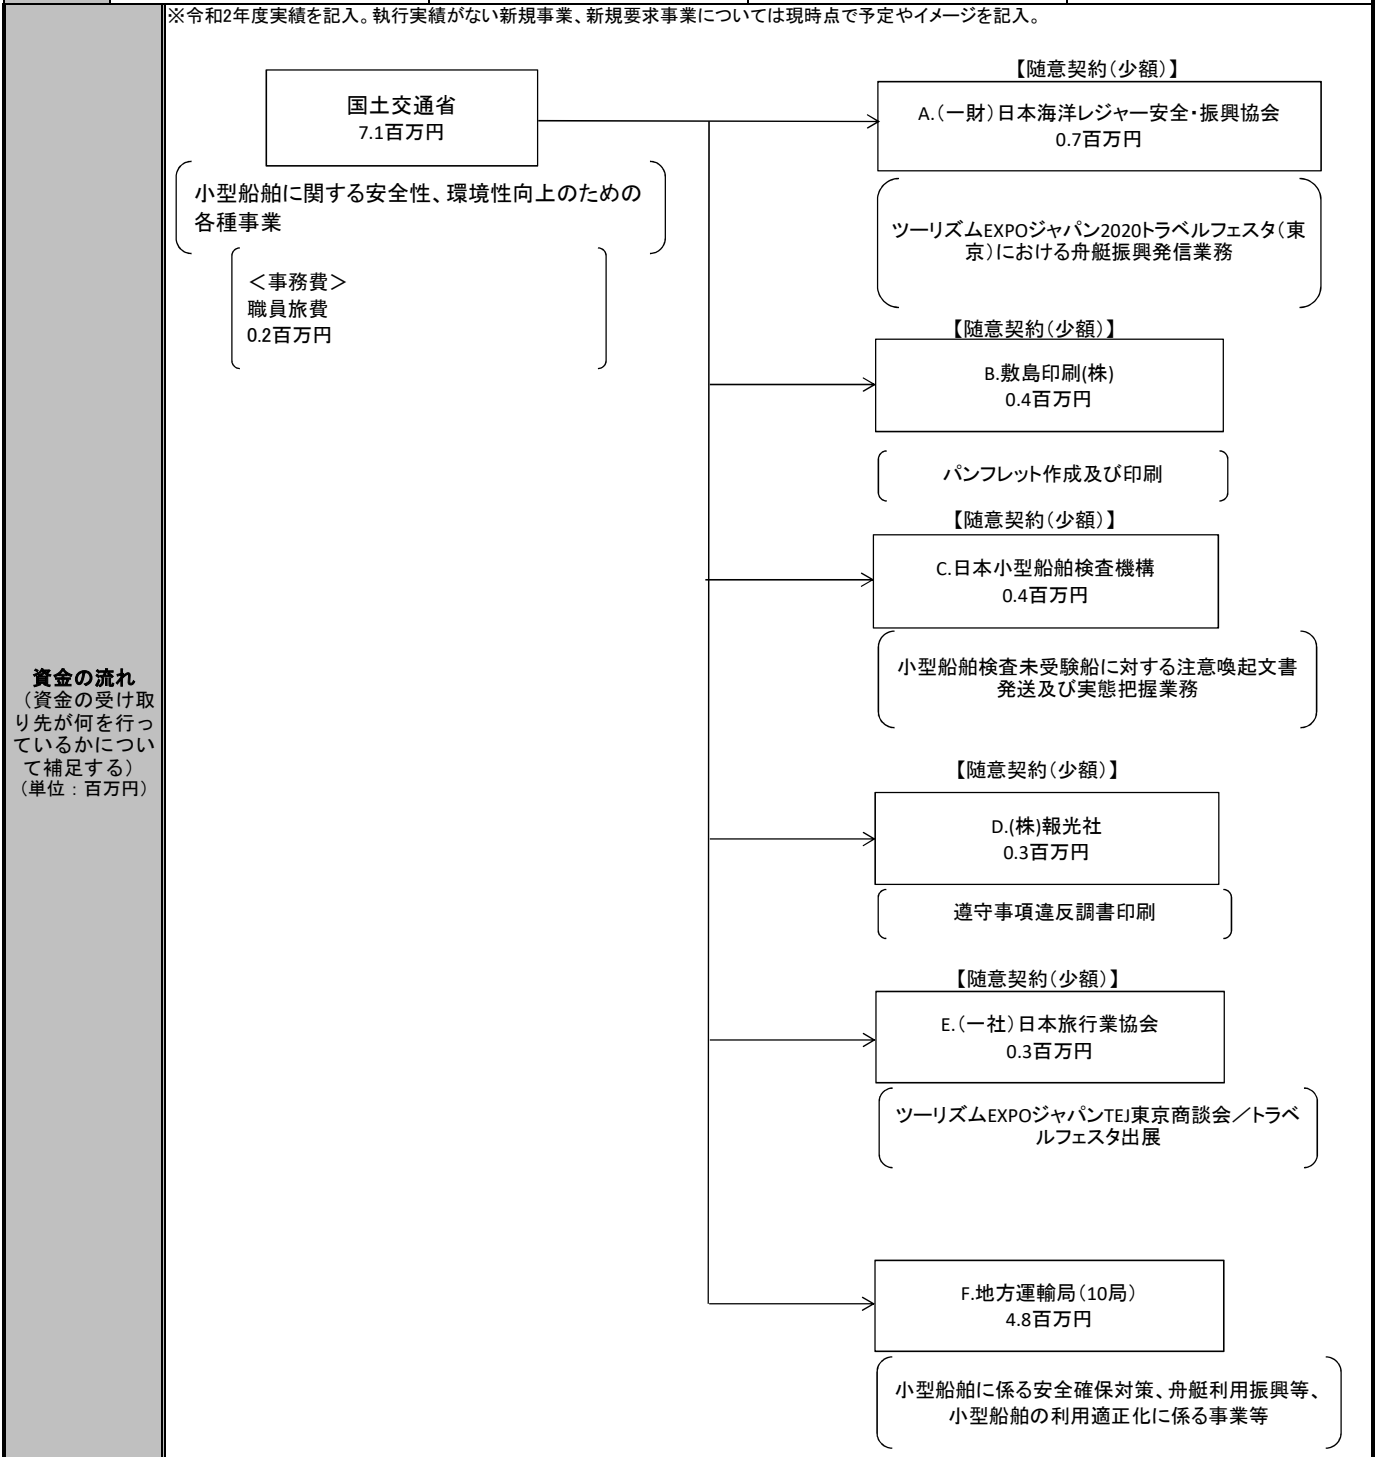 ※令和2年度実績を記入。執行実績がない新規事業、新規要求事業については現時点で予定やイメージを記入。
資金の流れ
（資金の受け取
り先が何を行っ
ているかについ
て補足する）
（単位：百万円）
国土交通省
7.1百万円
小型船舶に関する安全性、環境性向上のための
各種事業
＜事務費＞
職員旅費
0.2百万円
【随意契約（少額）】
A.（一財）日本海洋レジャー安全・振興協会
0.7百万円
ツーリズムEXPOジャパン2020トラベルフェスタ（東
京）における舟艇振興発信業務
【随意契約（少額）】
B.敷島印刷(株)
0.4百万円
パンフレット作成及び印刷
【随意契約（少額）】
C.日本小型船舶検査機構
0.4百万円
小型船舶検査未受験船に対する注意喚起文書
発送及び実態把握業務
【随意契約（少額）】
D.(株)報光社
0.3百万円
遵守事項違反調書印刷
【随意契約（少額）】
E.（一社）日本旅行業協会
0.3百万円
ツーリズムEXPOジャパンTEJ東京商談会／トラベ
ルフェスタ出展
F.地方運輸局（10局）
4.8百万円
小型船舶に係る安全確保対策、舟艇利用振興等、
小型船舶の利用適正化に係る事業等